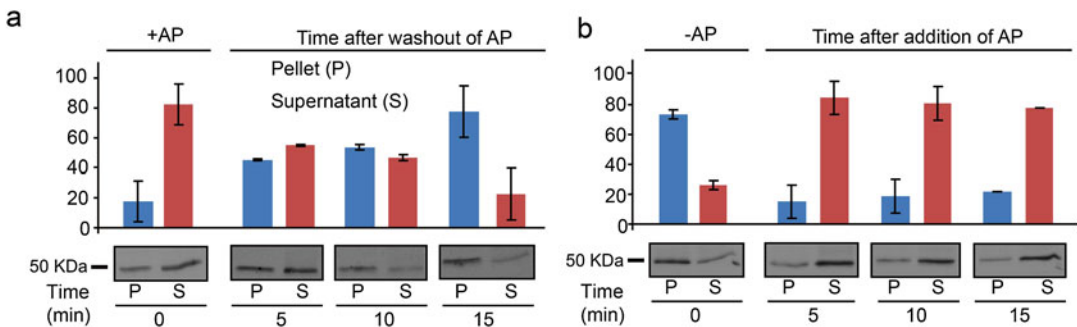 a
+AP
Time after washout of AP
Pellet (P)
Supernatant (S)
100
80
60
40
20
0
50 KDa
P S P S P S P S
Time
(min)
0 5 10 15
b
-AP
Time after addition of AP
100
80
60
40
20
0
50 KDa
P S P S P S P S
Time
(min)
0 5 10 15